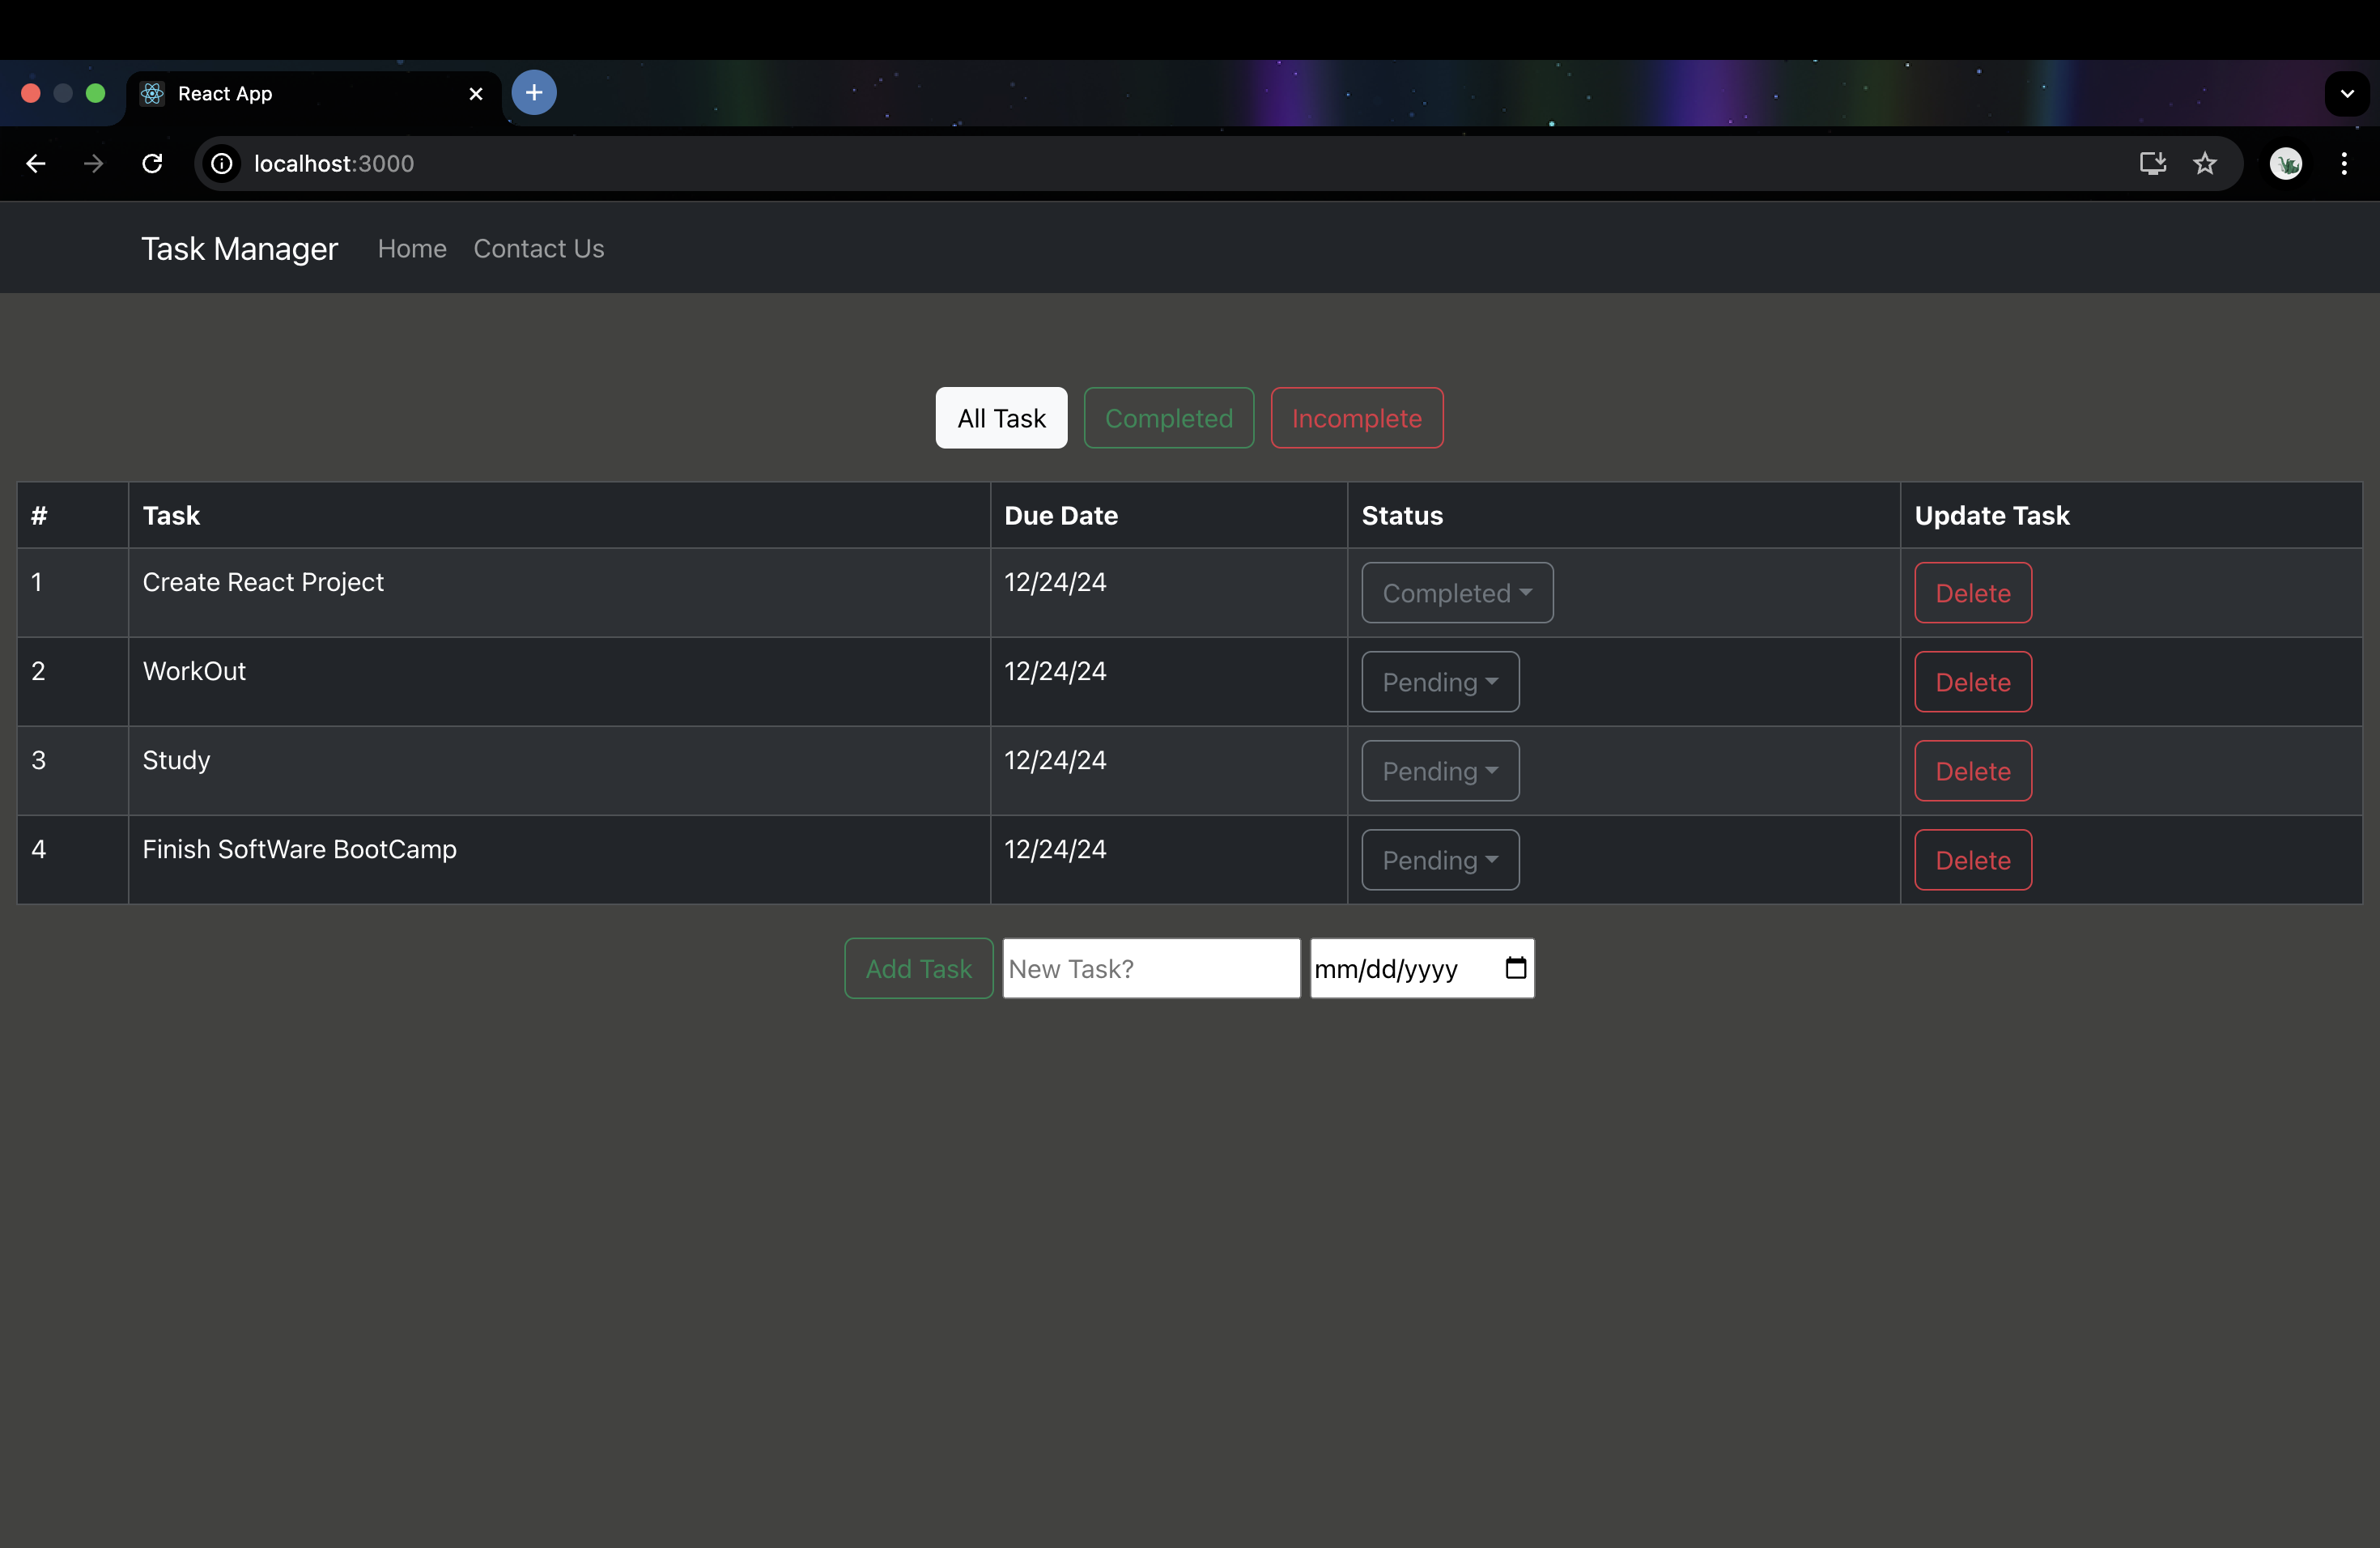 React App
localhost:3000
Task Manager Home Contact Us
All Task Completed Incomplete
# Task Due Date Status Update Task
1 Create React Project 12/24/24 Completed Delete
2 WorkOut 12/24/24 Pending Delete
3 Study 12/24/24 Pending Delete
4 Finish SoftWare BootCamp 12/24/24 Pending Delete
Add Task New Task? mm/dd/yyyy